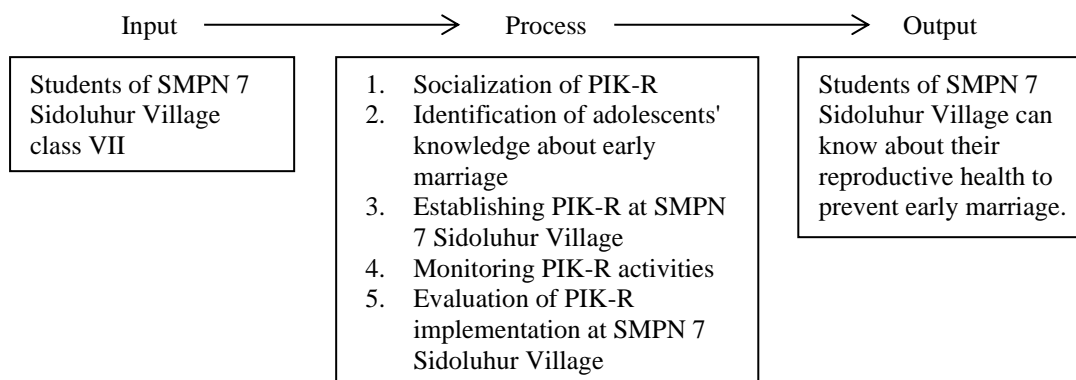 Input Process Output
Students of SMPN 7
Sidoluhur Village
class VII
1. Socialization of PIK-R
2. Identification of adolescents'
knowledge about early
marriage
3. Establishing PIK-R at SMPN
7 Sidoluhur Village
4. Monitoring PIK-R activities
5. Evaluation of PIK-R
implementation at SMPN 7
Sidoluhur Village
Students of SMPN 7
Sidoluhur Village can
know about their
reproductive health to
prevent early marriage.